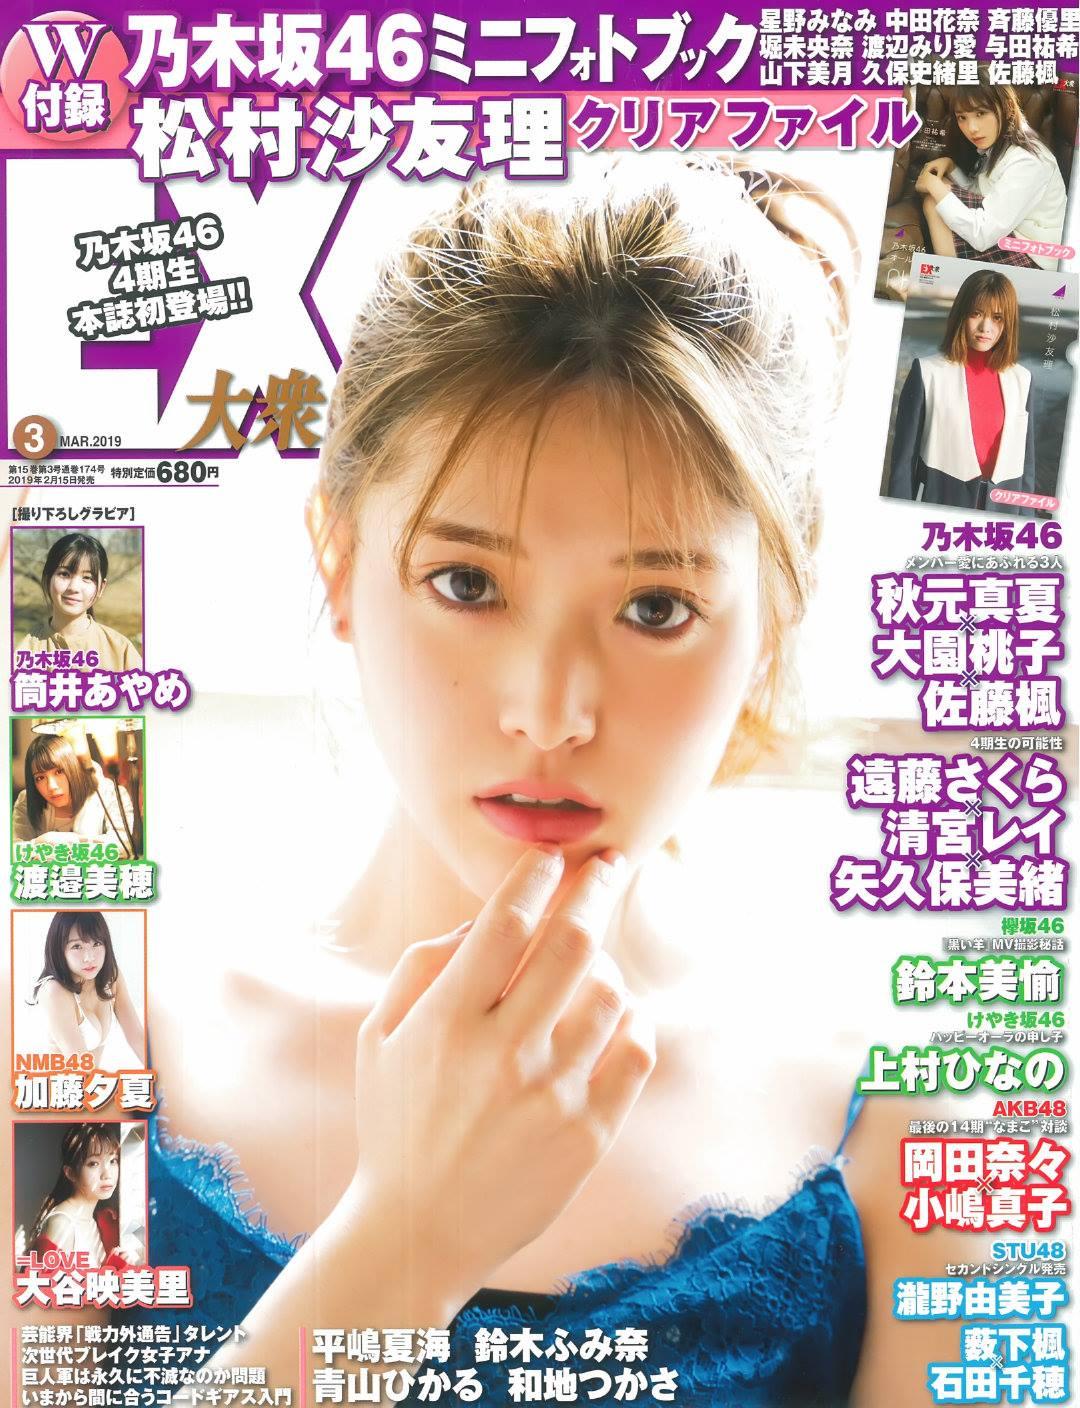 W付録
乃木坂46ミニフォトブック
星野みなみ 中田花奈 斉藤優里
堀未央奈 渡辺みり愛 与田祐希
山下美月 久保史緒里 佐藤楓
松村沙友理クリアファイル
EX大衆
乃木坂46
4期生
本誌初登場!!
3 MAR.2019
第15巻第3号通巻174号
2019年2月15日発売
特別定価680円
ミニフォトブック
乃木坂46
EX大衆
松村沙友理
クリアファイル
[撮り下ろしグラビア]
乃木坂46
筒井あやめ
けやき坂46
渡邉美穂
NMB48
加藤夕夏
=LOVE
大谷映美里
乃木坂46
メンバー愛にあふれる3人
秋元真夏
×
大園桃子
×
佐藤楓
4期生の可能性
遠藤さくら
×
清宮レイ
×
矢久保美緒
欅坂46
「黒い羊」MV撮影秘話
鈴本美愉
けやき坂46
ハッピーオーラの申し子
上村ひなの
AKB48
最後の14期“なまこ”対談
岡田奈々
×
小嶋真子
STU48
セカンドシングル発売
瀧野由美子
薮下楓
×
石田千穂
芸能界「戦力外通告」タレント
次世代ブレイク女子アナ
巨人軍は永久に不滅なのか問題
いまから間に合うコードギアス入門
平嶋夏海 鈴木ふみ奈
青山ひかる 和地つかさ